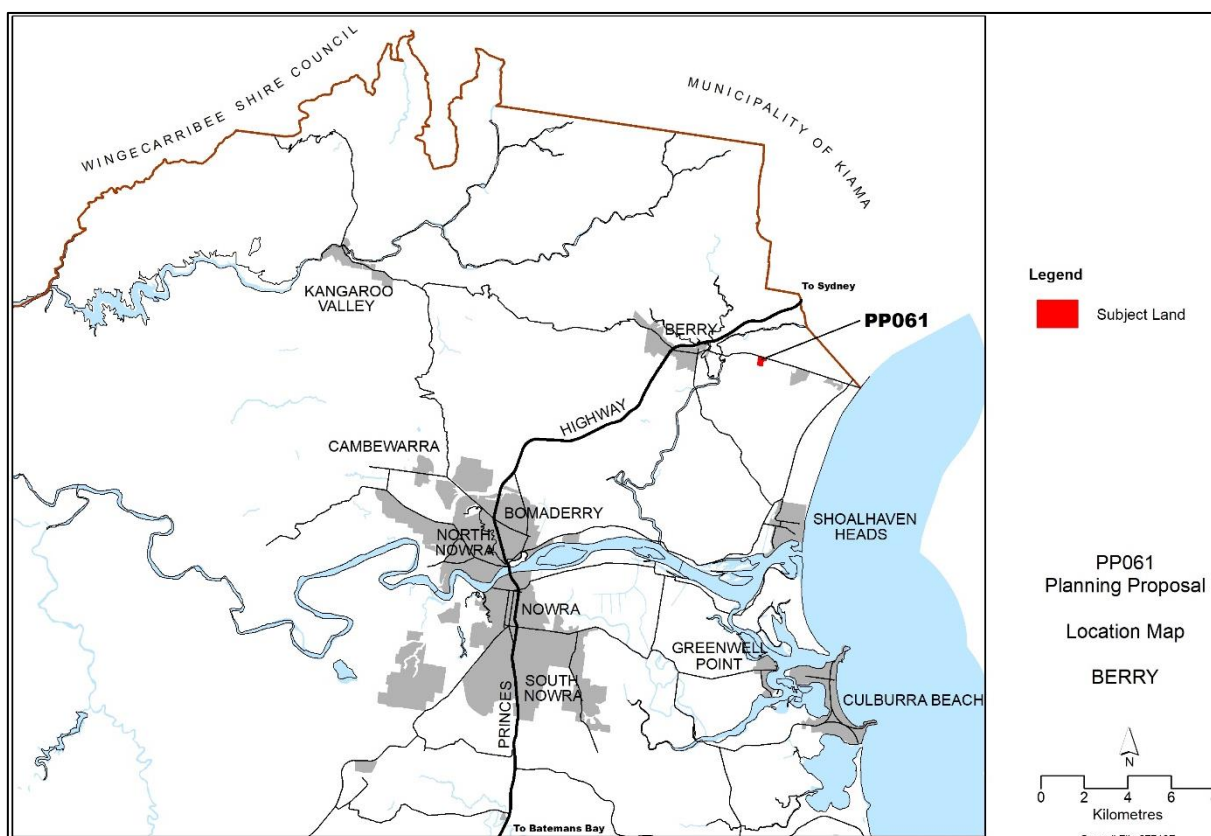 WINGECARRIBEE SHIRE COUNCIL
MUNICIPALITY OF KIAMA
KANGAROO
VALLEY
To Sydney
BERRY
PP061
HIGHWAY
CAMBEWARRA
BOMADERRY
NORTH
NOWRA
SHOALHAVEN
HEADS
NOWRA
GREENWELL
POINT
SOUTH
NOWRA
CULBURRA BEACH
PRINCES
To Batemans Bay
Legend
Subject Land
PP061
Planning Proposal
Location Map
BERRY
N
0 2 4 6
Kilometres